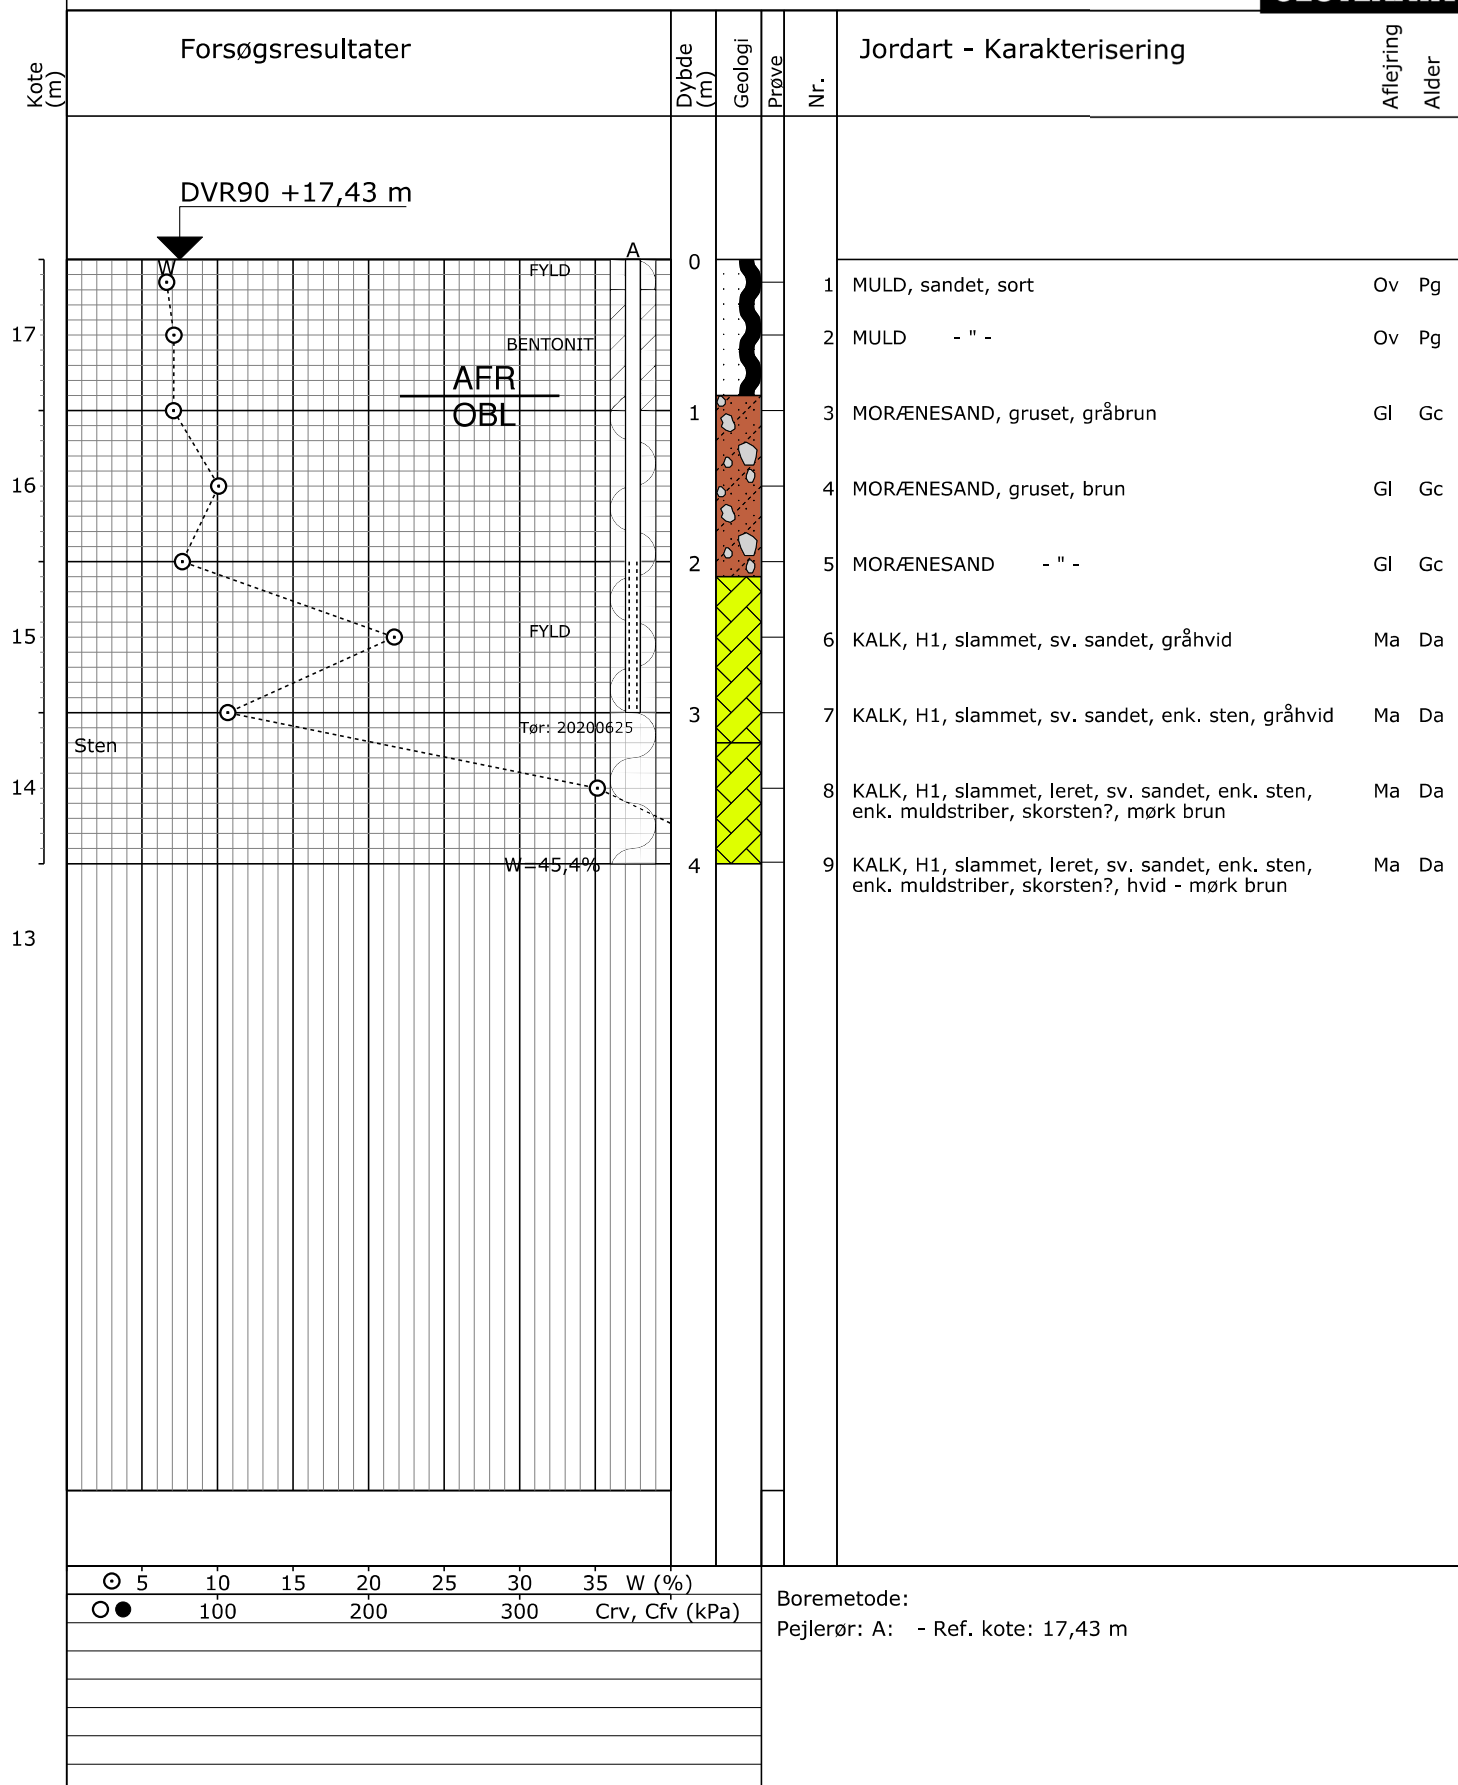 Kote (m)
Forsøgsresultater
Dybde (m)
Geologi
Prøve
Nr.
Jordart - Karakterisering
Aflejring
Alder
DVR90 +17,43 m
A
W
FYLD
0
1 MULD, sandet, sort Ov Pg
17
BENTONIT
2 MULD - " - Ov Pg
AFR
OBL
1
3 MORÆNESAND, gruset, gråbrun Gl Gc
16
4 MORÆNESAND, gruset, brun Gl Gc
2
5 MORÆNESAND - " - Gl Gc
15
FYLD
6 KALK, H1, slammet, sv. sandet, gråhvid Ma Da
3
7 KALK, H1, slammet, sv. sandet, enk. sten, gråhvid Ma Da
Tør: 20200625
Sten
14
8 KALK, H1, slammet, leret, sv. sandet, enk. sten, Ma Da
enk. muldstriber, skorsten?, mørk brun
W=45,4%
4
9 KALK, H1, slammet, leret, sv. sandet, enk. sten, Ma Da
enk. muldstriber, skorsten?, hvid - mørk brun
13
5 10 15 20 25 30 35 W (%)
100 200 300 Crv, Cfv (kPa)
Boremetode:
Pejlerør: A: - Ref. kote: 17,43 m